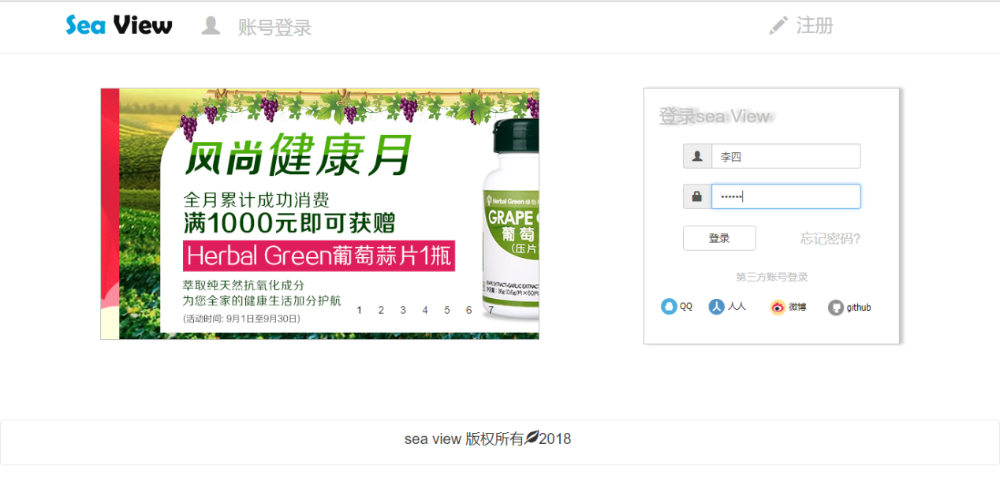 Sea View 账号登录 注册
风尚健康月
全月累计成功消费
满1000元即可获赠
Herbal Green葡萄蒜片1瓶
萃取纯天然抗氧化成分
为您全家的健康生活加分护航
(活动时间: 9月1日至9月30日)
1 2 3 4 5 6 7
Herbal Green 绿色
GRAPE
葡萄
(压片
GRAPE EXTRACT+GARLIC EXTRACT
登录sea View
李四
••••••
登录 忘记密码?
第三方账号登录
QQ 人人 微博 github
sea view 版权所有2018